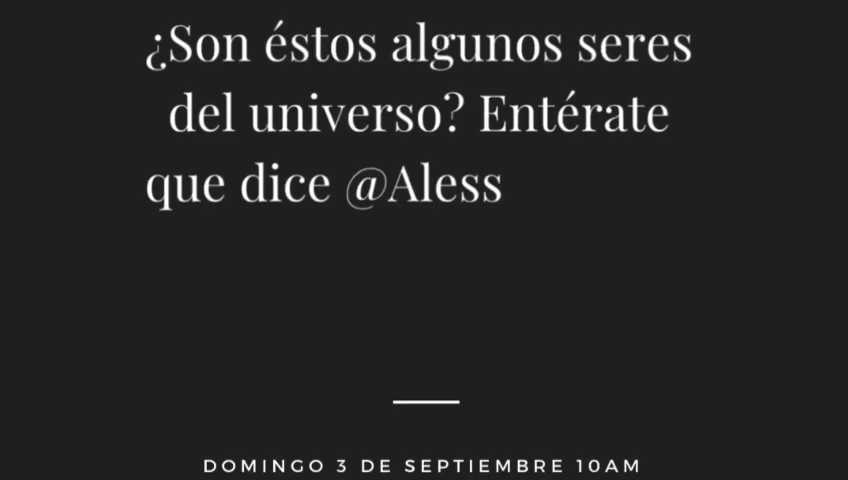 ¿Son éstos algunos seres
del universo? Entérate
que dice @Aless
DOMINGO 3 DE SEPTIEMBRE 10AM